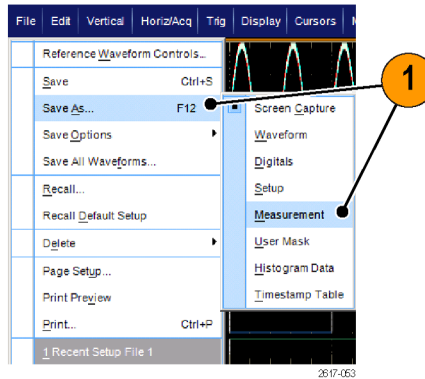 File Edit Vertical Horiz/Acq Trig Display Cursors
Reference Waveform Controls...
Save Ctrl+S
Save As... F12
Save Options
Save All Waveforms...
Recall...
Recall Default Setup
Delete
Page Setup...
Print Preview
Print... Ctrl+P
1 Recent Setup File 1
Screen Capture
Waveform
Digitals
Setup
Measurement
User Mask
Histogram Data
Timestamp Table
1
2617-053